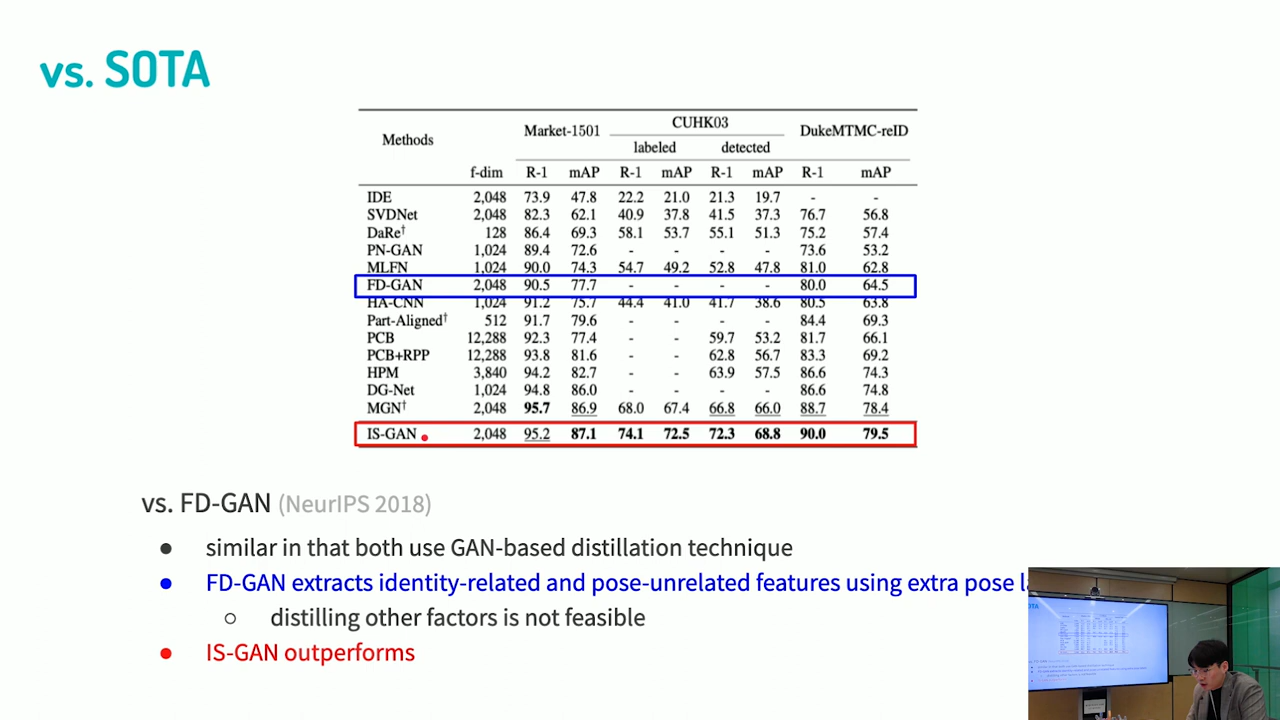 vs. SOTA
Methods f-dim Market-1501 CUHK03 DukeMTMC-reID
labeled detected
R-1 mAP R-1 mAP R-1 mAP R-1 mAP
IDE 2,048 73.9 47.8 22.2 21.0 21.3 19.7 - -
SVDNet 2,048 82.3 62.1 40.9 37.8 41.5 37.3 76.7 56.8
DaRe† 128 86.4 69.3 58.1 53.7 55.1 51.3 75.2 57.4
PN-GAN 1,024 89.4 72.6 - - - - 73.6 53.2
MLFN 1,024 90.0 74.3 54.7 49.2 52.8 47.8 81.0 62.8
FD-GAN 2,048 90.5 77.7 - - - - 80.0 64.5
HA-CNN 1,024 91.2 75.7 44.4 41.0 41.7 38.6 80.5 63.8
Part-Aligned† 512 91.7 79.6 - - - - 84.4 69.3
PCB 12,288 92.3 77.4 - - 59.7 53.2 81.7 66.1
PCB+RPP 12,288 93.8 81.6 - - 62.8 56.7 83.3 69.2
HPM 3,840 94.2 82.7 - - 63.9 57.5 86.6 74.3
DG-Net 1,024 94.8 86.0 - - - - 86.6 74.8
MGN† 2,048 95.7 86.9 68.0 67.4 66.8 66.0 88.7 78.4
IS-GAN 2,048 95.2 87.1 74.1 72.5 72.3 68.8 90.0 79.5
vs. FD-GAN (NeurIPS 2018)
● similar in that both use GAN-based distillation technique
● FD-GAN extracts identity-related and pose-unrelated features using extra pose
○ distilling other factors is not feasible
● IS-GAN outperforms